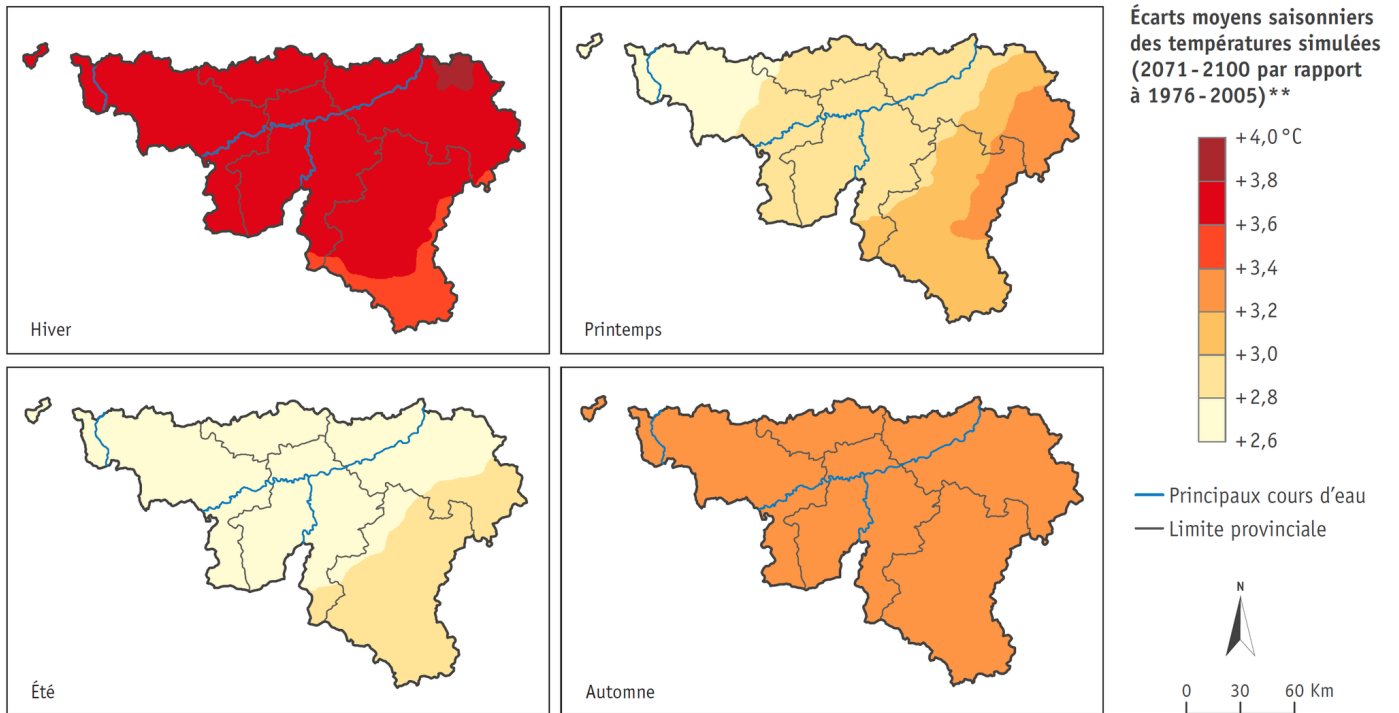 Hiver
Printemps
Été
Automne
Écarts moyens saisonniers
des températures simulées
(2071-2100 par rapport
à 1976-2005)**
+4,0 °C
+3,8
+3,6
+3,4
+3,2
+3,0
+2,8
+2,6
Principaux cours d'eau
Limite provinciale
N
0 30 60 Km